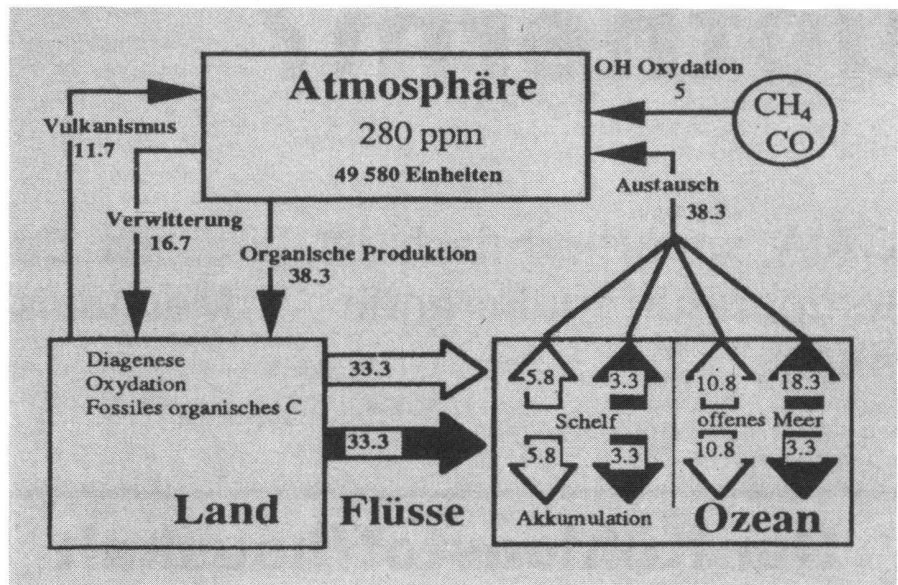 Atmosphäre
280 ppm
49 580 Einheiten
OH Oxydation
5
CH4
CO
Vulkanismus
11.7
Verwitterung
16.7
Organische Produktion
38.3
Austausch
38.3
Diagenese
Oxydation
Fossiles organisches C
33.3
33.3
Land
Flüsse
5.8
3.3
10.8
18.3
Schelf
offenes Meer
5.8
3.3
10.8
3.3
Akkumulation
Ozean